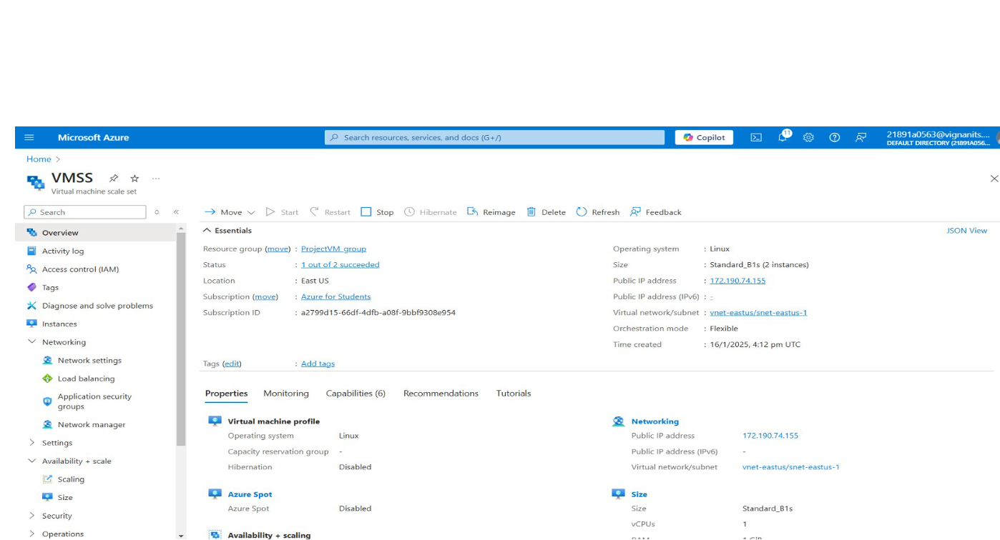 Microsoft Azure
Search resources, services, and docs (G+/)
Copilot
11
21891a0563@vignanits....
DEFAULT DIRECTORY (21891A056...
Home >
VMSS
...
Virtual machine scale set
Search
Overview
Activity log
Access control (IAM)
Tags
Diagnose and solve problems
Instances
Networking
Network settings
Load balancing
Application security
groups
Network manager
Settings
Availability + scale
Scaling
Size
Security
Operations
Move
Start
Restart
Stop
Hibernate
Reimage
Delete
Refresh
Feedback
Essentials
JSON View
Resource group (move) : ProjectVM_group
Status : 1 out of 2 succeeded
Location : East US
Subscription (move) : Azure for Students
Subscription ID : a2799d15-66df-4dfb-a08f-9bbf9308e954
Operating system : Linux
Size : Standard_B1s (2 instances)
Public IP address : 172.190.74.155
Public IP address (IPv6) : -
Virtual network/subnet : vnet-eastus/snet-eastus-1
Orchestration mode : Flexible
Time created : 16/1/2025, 4:12 pm UTC
Tags (edit) : Add tags
Properties Monitoring Capabilities (6) Recommendations Tutorials
Virtual machine profile
Operating system Linux
Capacity reservation group -
Hibernation Disabled
Azure Spot
Azure Spot Disabled
Availability + scaling
Networking
Public IP address 172.190.74.155
Public IP address (IPv6) -
Virtual network/subnet vnet-eastus/snet-eastus-1
Size
Size Standard_B1s
vCPUs 1
RAM 1 GiB